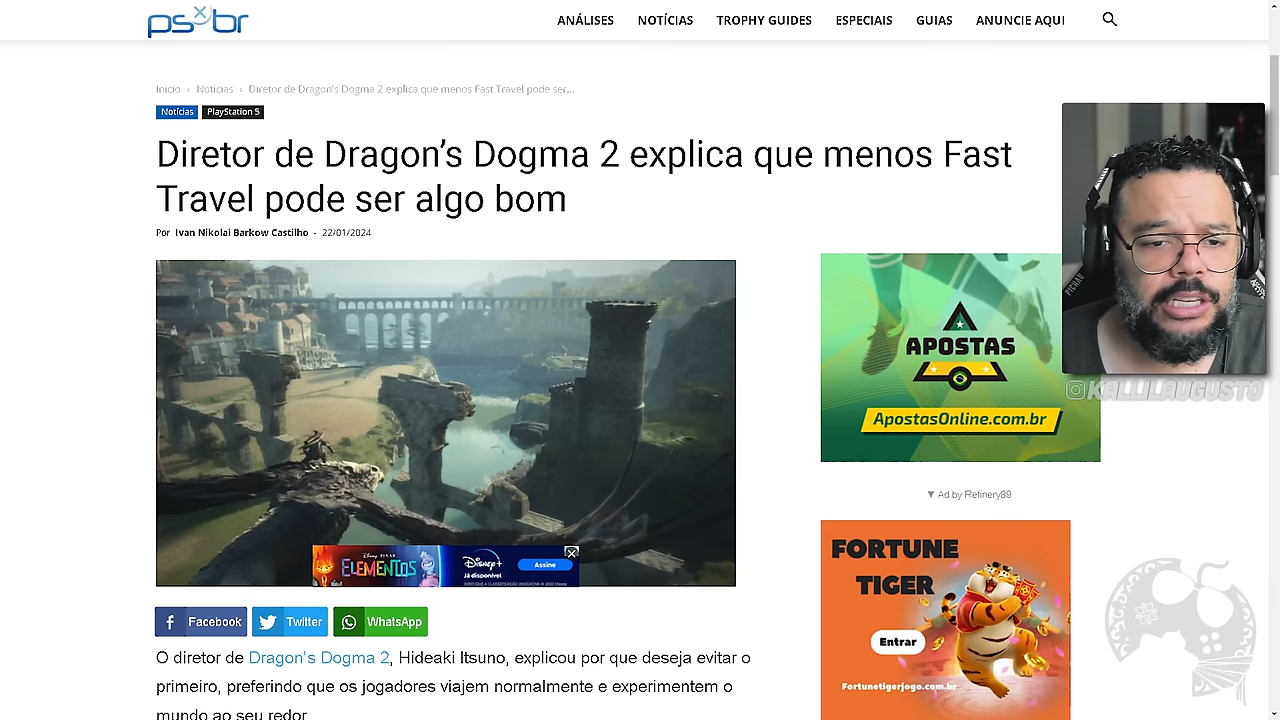 psxbr
ANÁLISES NOTÍCIAS TROPHY GUIDES ESPECIAIS GUIAS ANUNCIE AQUI
Início › Notícias › Diretor de Dragon's Dogma 2 explica que menos Fast Travel pode ser...
Notícias PlayStation 5
Diretor de Dragon's Dogma 2 explica que menos Fast
Travel pode ser algo bom
Por Ivan Nikolai Barkow Castilho - 22/01/2024
PICHAU
APOSTAS
ApostasOnline.com.br
@KALLILAUGUSTO
▼ Ad by Refinery89
Disney PIXAR
ELEMENTOS
Disney+
Já disponível
Assine
FORTUNE
TIGER
Entrar
Fortunetigerjogo.com.br
Facebook Twitter WhatsApp
O diretor de Dragon's Dogma 2, Hideaki Itsuno, explicou por que deseja evitar o
primeiro, preferindo que os jogadores viajem normalmente e experimentem o
mundo ao seu redor